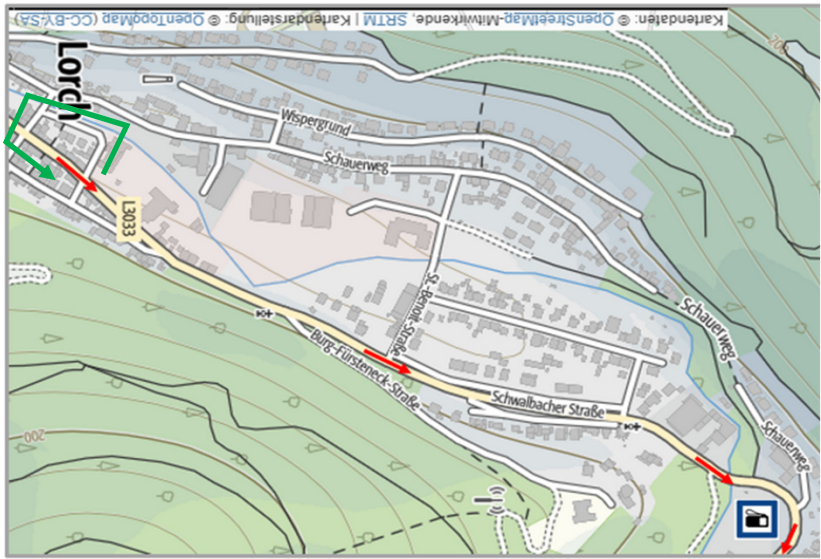 Kartendaten: © OpenStreetMap-Mitwirkende, SRTM | Kartendarstellung: © OpenTopoMap (CC-BY-SA)
200
Lorch
Wispergrund
Schauerweg
L3033
St.-Benoit-Straße
Schauerweg
Burg-Fürsteneck-Straße
Schwalbacher Straße
Schauerweg
200